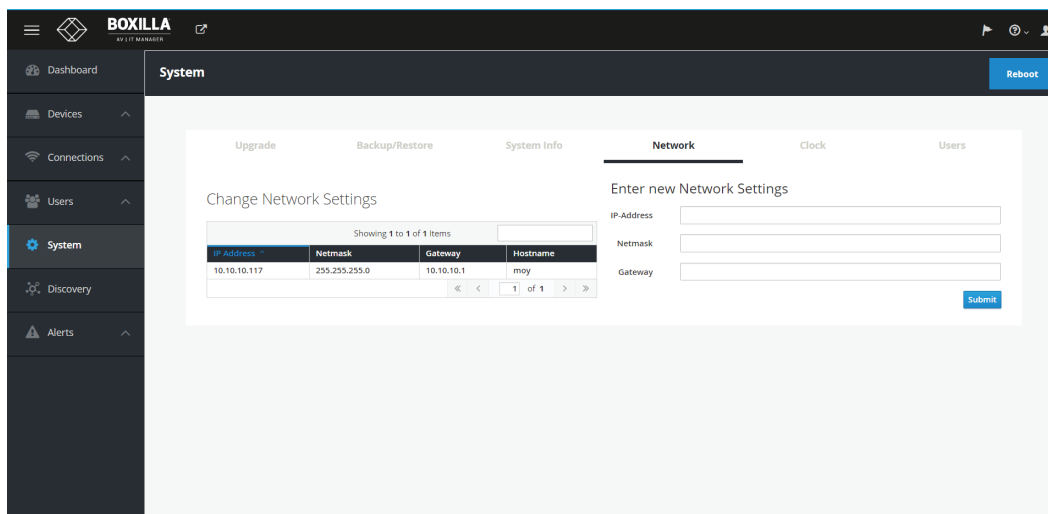 BOXILLA
AV | IT MANAGER
Dashboard
System
Reboot
Devices
Connections
Users
System
Discovery
Alerts
Upgrade Backup/Restore System Info Network Clock Users
Change Network Settings
Showing 1 to 1 of 1 Items
IP Address Netmask Gateway Hostname
10.10.10.117 255.255.255.0 10.10.10.1 moy
« < 1 of 1 > »
Enter new Network Settings
IP-Address
Netmask
Gateway
Submit